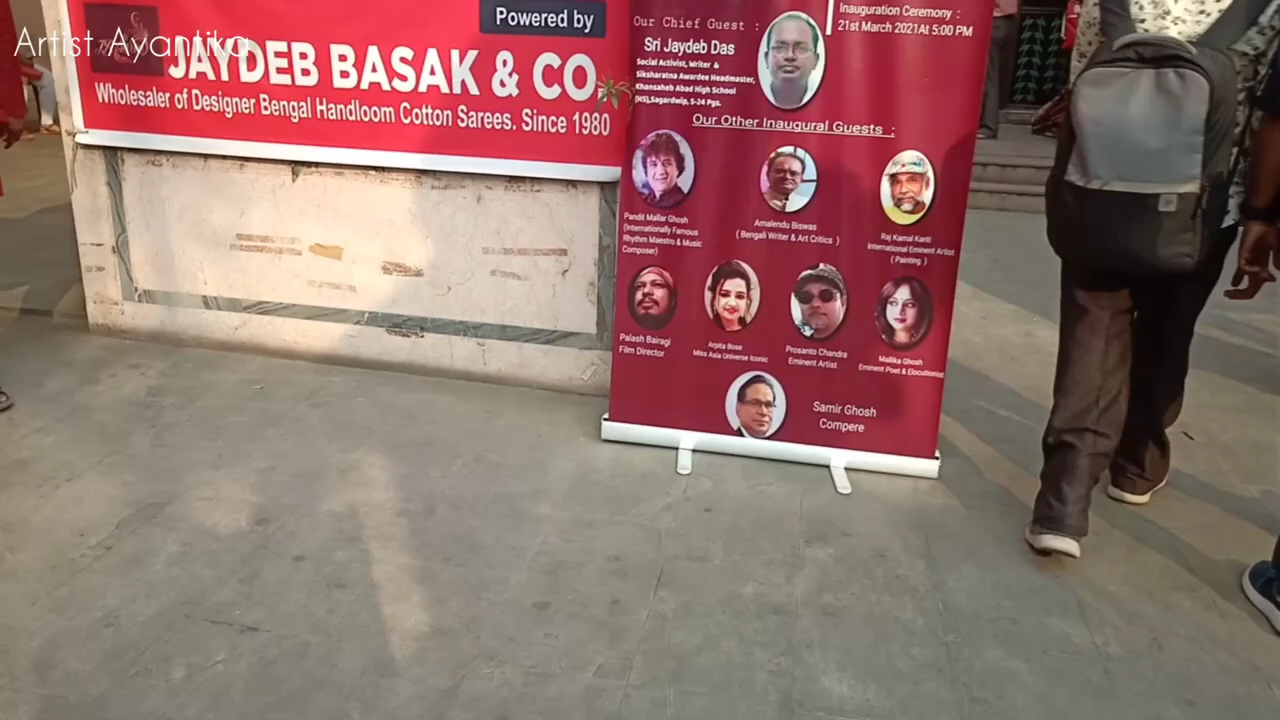 Artist Ayantika
Powered by
JAYDEB BASAK & CO.
Wholesaler of Designer Bengal Handloom Cotton Sarees. Since 1980
Inauguration Ceremony :
21st March 2021At 5:00 PM
Our Chief Guest :
Sri Jaydeb Das
Social Activist, Writer &
Siksharatna Awardee Headmaster,
Khansaheb Abad High School
(HS),Sagardwip, S-24 Pgs.
Our Other Inaugural Guests :
Pandit Mallar Ghosh
(Internationally Famous
Rhythm Maestro & Music
Composer)
Amalendu Biswas
( Bengali Writer & Art Critics )
Raj Kamal Kanti
International Eminent Artist
( Painting )
Palash Bairagi
Film Director
Arpita Bose
Miss Asia Universe Iconic
Prosanto Chandra
Eminent Artist
Mallika Ghosh
Eminent Poet & Elocutionist
Samir Ghosh
Compere